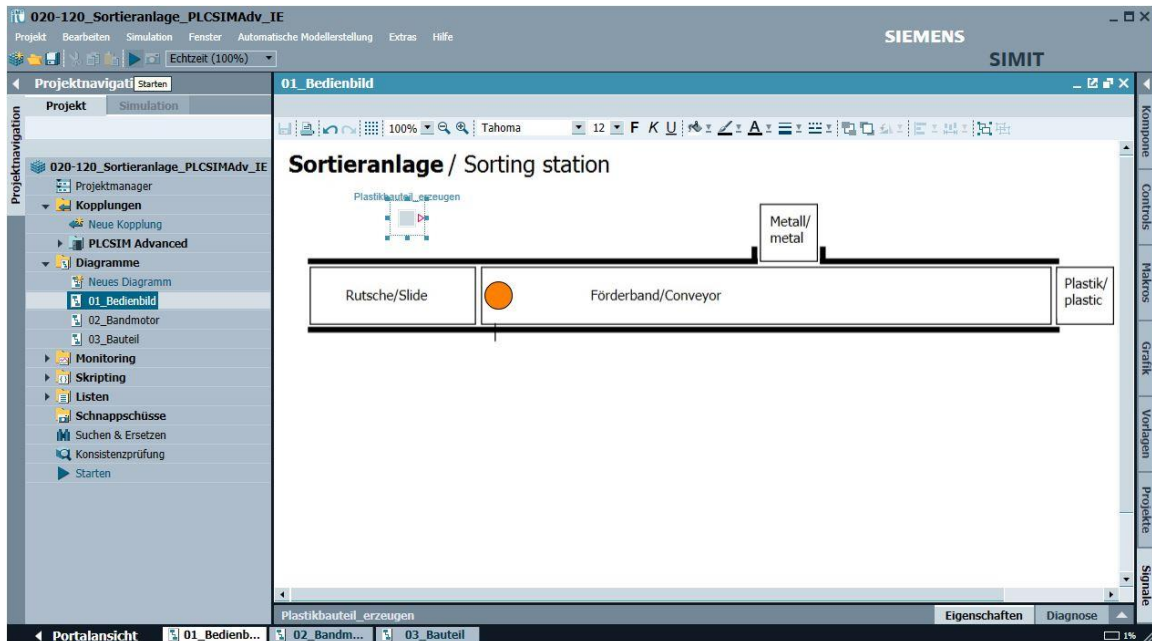 020-120_Sortieranlage_PLCSIMAdv_IE
Projekt Bearbeiten Simulation Fenster Automatische Modellerstellung Extras Hilfe
SIEMENS
SIMIT
Echtzeit (100%)
Projektnavigati Starten
Projekt Simulation
Projektnavigation
020-120_Sortieranlage_PLCSIMAdv_IE
Projektmanager
Kopplungen
Neue Kopplung
PLCSIM Advanced
Diagramme
Neues Diagramm
01_Bedienbild
02_Bandmotor
03_Bauteil
Monitoring
Skripting
Listen
Schnappschüsse
Suchen & Ersetzen
Konsistenzprüfung
Starten
01_Bedienbild
100% Tahoma 12 F K U A
Sortieranlage / Sorting station
Plastikbauteil_erzeugen
Metall/
metal
Rutsche/Slide
Förderband/Conveyor
Plastik/
plastic
Kompone
Controls
Makros
Grafik
Vorlagen
Projekte
Signale
Plastikbauteil_erzeugen
Eigenschaften Diagnose
Portalansicht 01_Bedienb... 02_Bandm... 03_Bauteil
1%